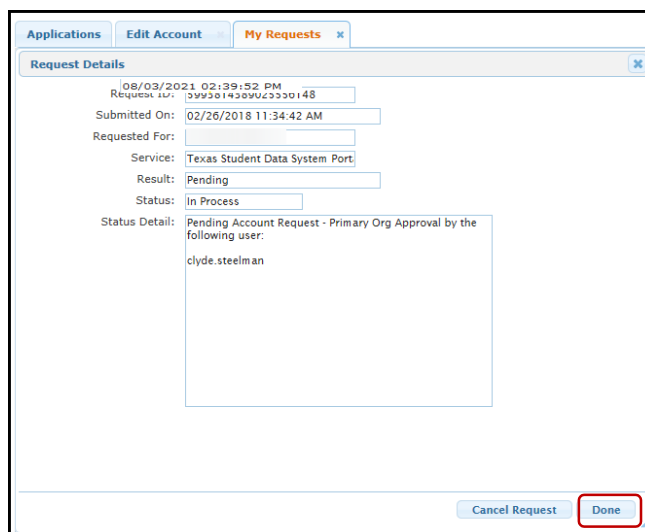 Applications Edit Account My Requests
Request Details
08/03/2021 02:39:52 PM
Request ID:
Submitted On: 02/26/2018 11:34:42 AM
Requested For:
Service: Texas Student Data System Port
Result: Pending
Status: In Process
Status Detail: Pending Account Request - Primary Org Approval by the
following user:
clyde.steelman
Cancel Request Done